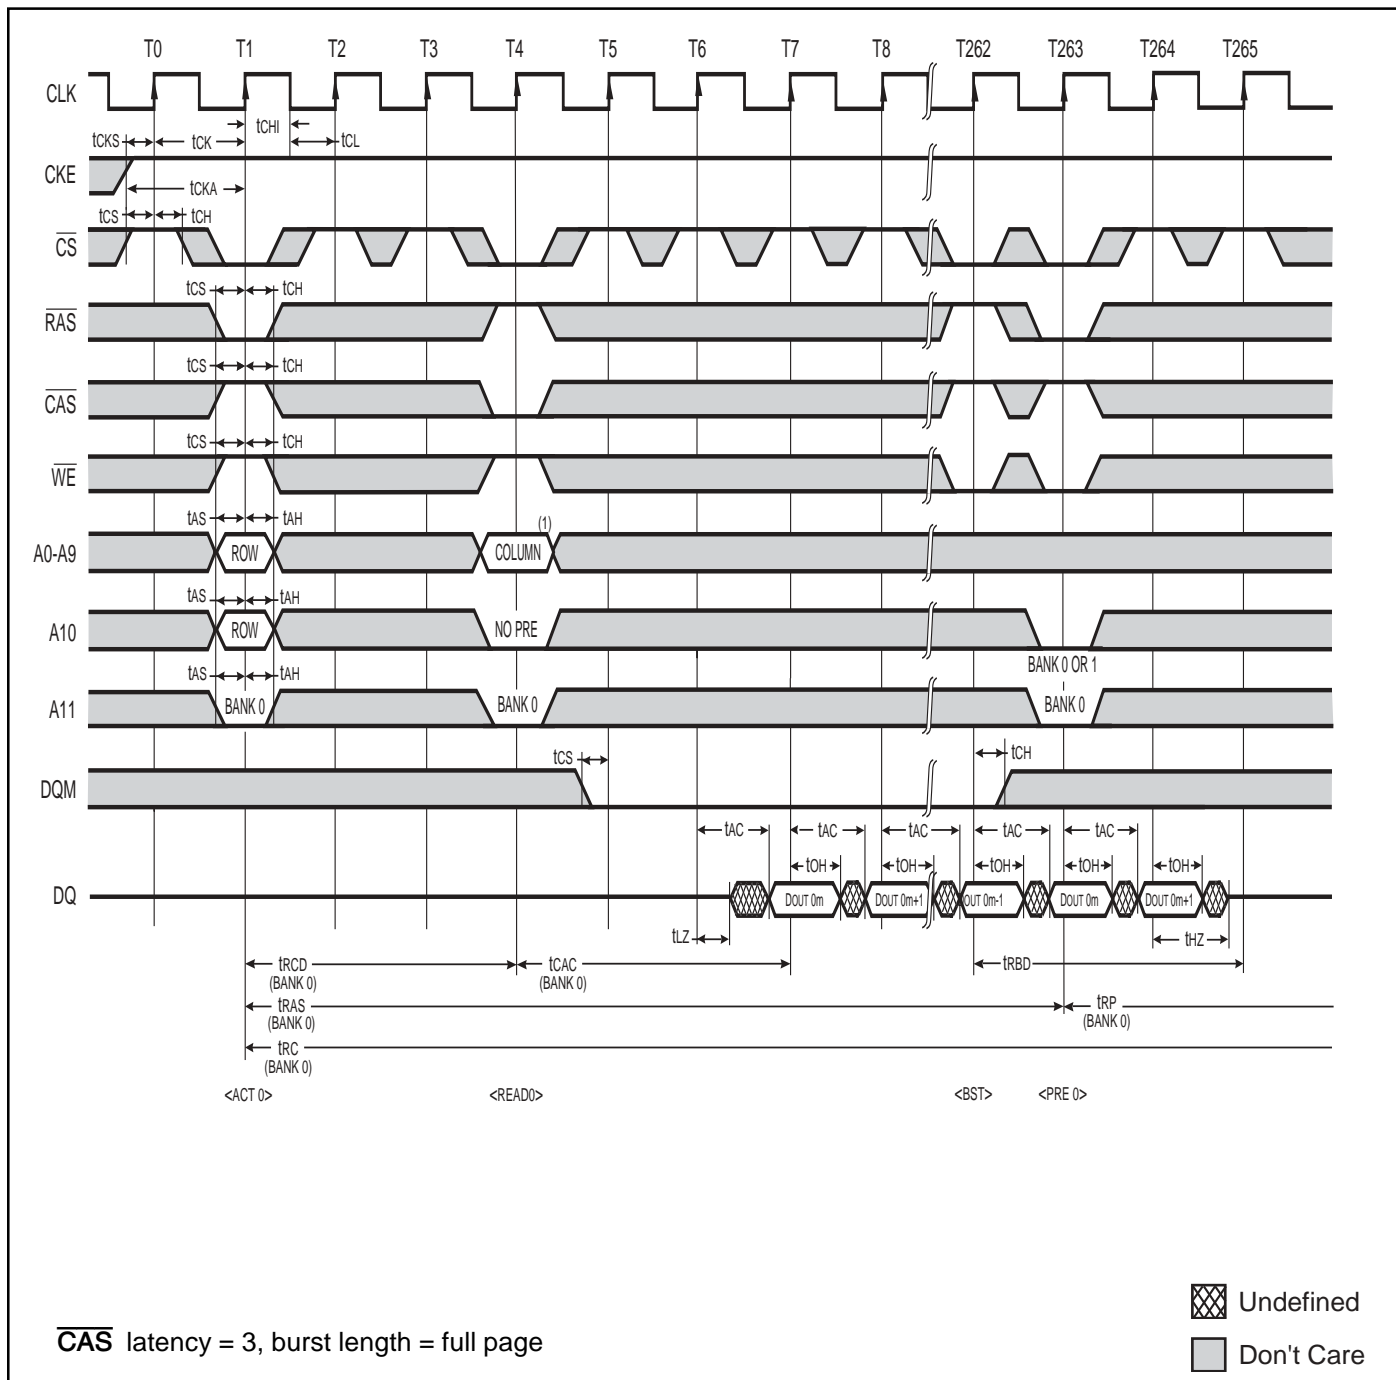 T0 T1 T2 T3 T4 T5 T6 T7 T8 T262 T263 T264 T265
CLK
tCHI
tCKS tCK tCL
CKE
tCKA
tCS tCH
CS
tCS tCH
RAS
tCS tCH
CAS
tCS tCH
WE
tAS tAH (1)
A0-A9 ROW COLUMN
tAS tAH
A10 ROW NO PRE
BANK 0 OR 1
tAS tAH
A11 BANK 0 BANK 0 BANK 0
tCS tCH
DQM
tAC tAC tAC tAC tAC
tOH tOH tOH tOH tOH
DQ DOUT 0m DOUT 0m+1 OUT 0m-1 DOUT 0m DOUT 0m+1
tLZ tHZ
tRCD tCAC tRBD
(BANK 0) (BANK 0)
tRAS tRP
(BANK 0) (BANK 0)
tRC
(BANK 0)
<ACT 0> <READ0> <BST> <PRE 0>
Undefined
CAS latency = 3, burst length = full page
Don't Care